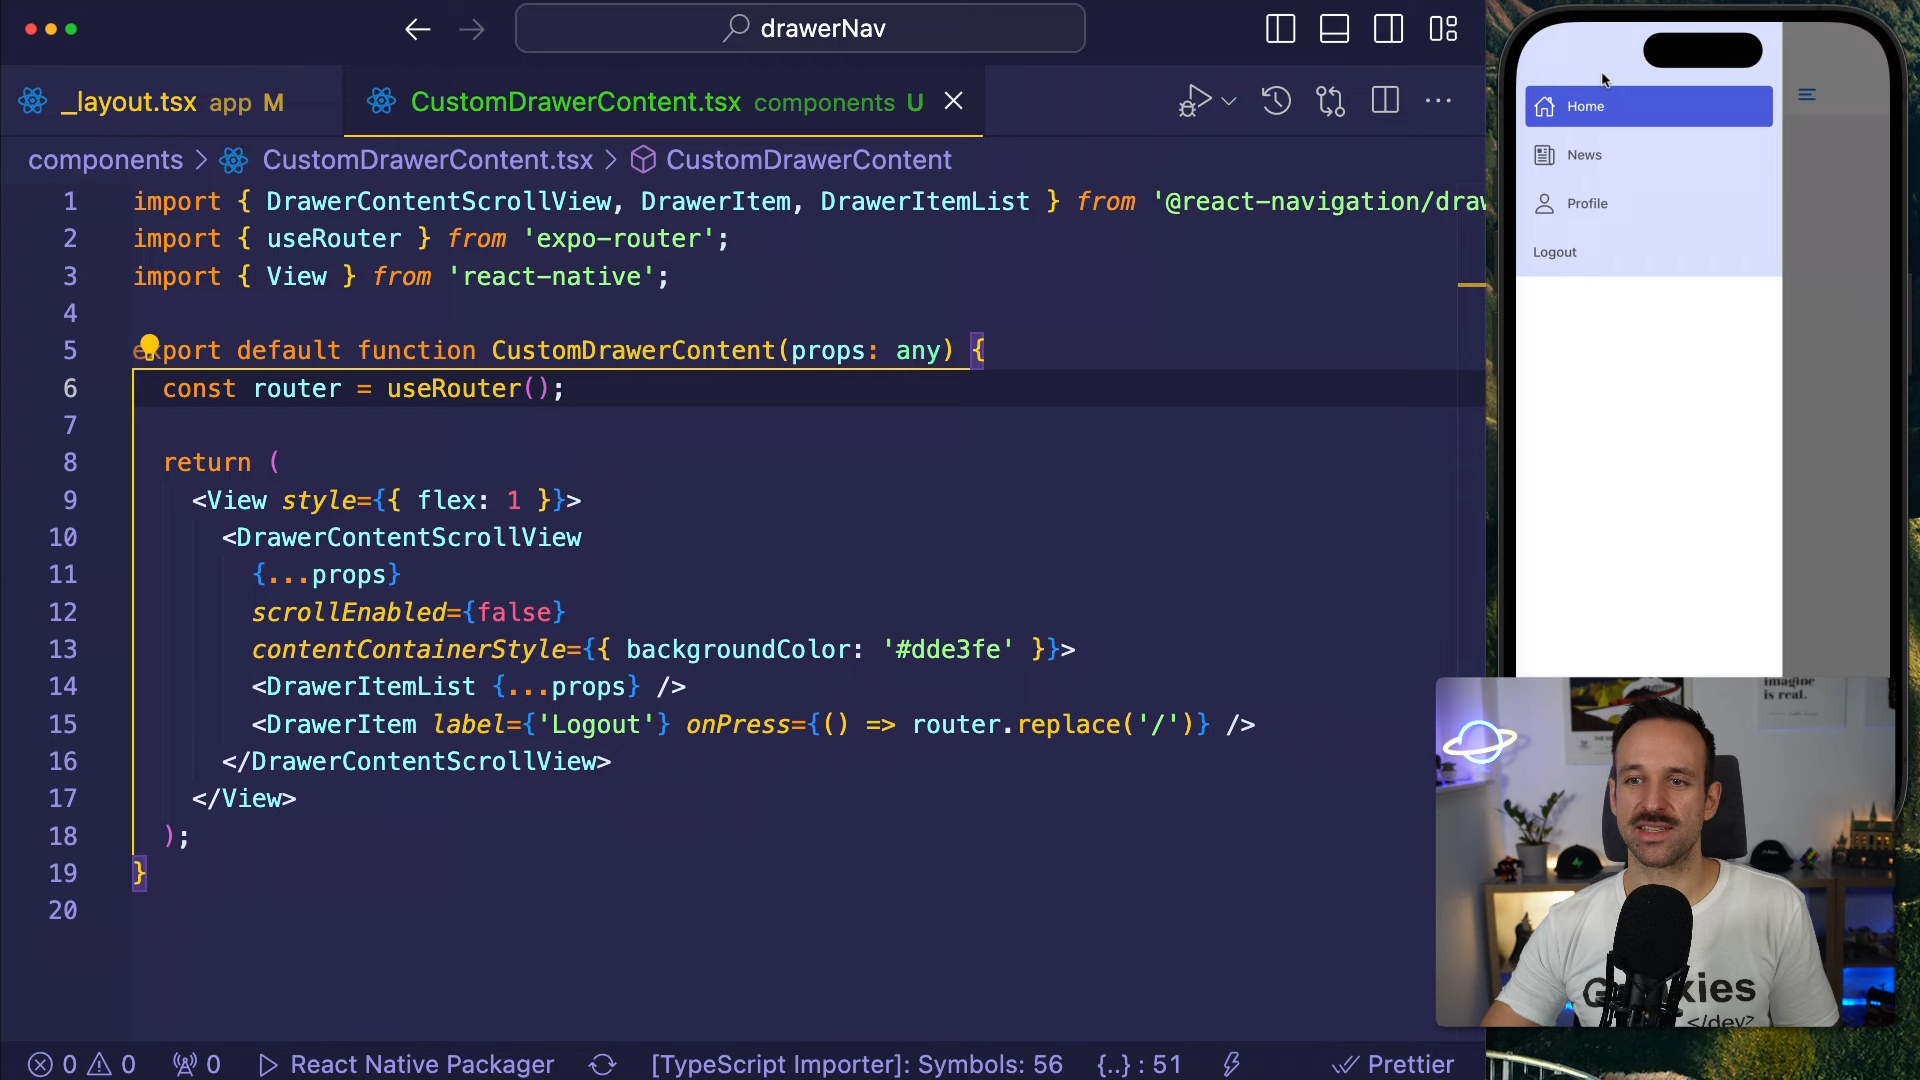 drawerNav
_layout.tsx app M
CustomDrawerContent.tsx components U
components > CustomDrawerContent.tsx > CustomDrawerContent
1 import { DrawerContentScrollView, DrawerItem, DrawerItemList } from '@react-navigation/draw
2 import { useRouter } from 'expo-router';
3 import { View } from 'react-native';
4
5 export default function CustomDrawerContent(props: any) {
6 const router = useRouter();
7
8 return (
9 <View style={{ flex: 1 }}>
10 <DrawerContentScrollView
11 {...props}
12 scrollEnabled={false}
13 contentContainerStyle={{ backgroundColor: '#dde3fe' }}>
14 <DrawerItemList {...props} />
15 <DrawerItem label={'Logout'} onPress={() => router.replace('/')} />
16 </DrawerContentScrollView>
17 </View>
18 );
19 }
20
0 0 0 React Native Packager [TypeScript Importer]: Symbols: 56 {..} : 51 Prettier
Home
News
Profile
Logout
imagine
is real.
</dev>